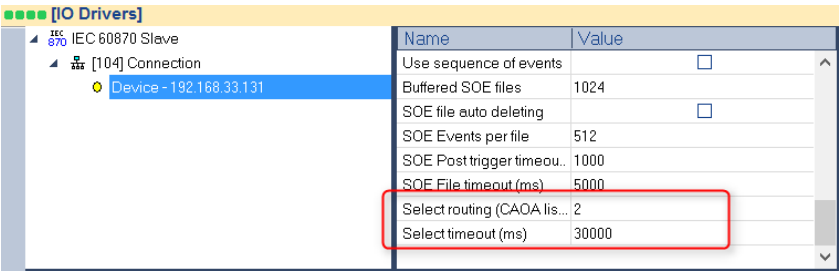 [IO Drivers]
IEC 870 IEC 60870 Slave
[104] Connection
Device - 192.168.33.131
Name Value
Use sequence of events
Buffered SOE files 1024
SOE file auto deleting
SOE Events per file 512
SOE Post trigger timeou.. 1000
SOE File timeout (ms) 5000
Select routing (CAOA lis... 2
Select timeout (ms) 30000